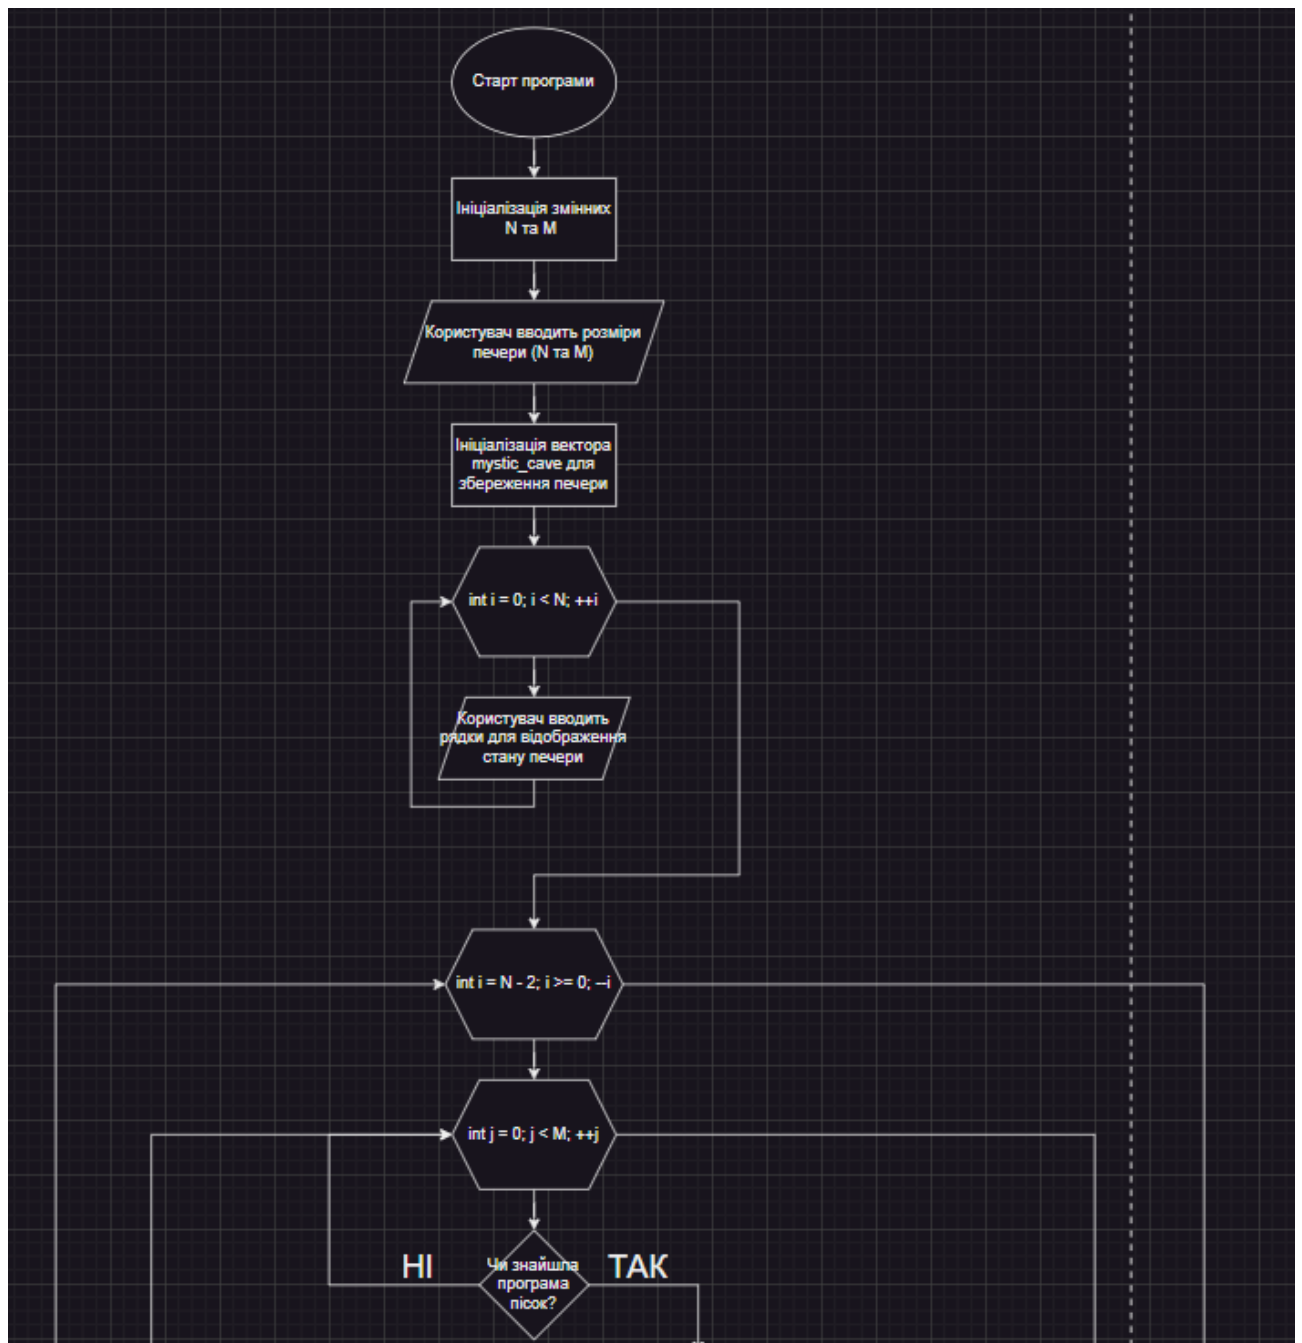 Старт програми
Ініціалізація змінних
N та M
Користувач вводить розміри
печери (N та M)
Ініціалізація вектора
mystic_cave для
збереження печери
int i = 0; i < N; ++i
Користувач вводить
рядки для відображення
стану печери
int i = N - 2; i >= 0; --i
int j = 0; j < M; ++j
НІ
Чи знайшла
програма
пісок?
ТАК